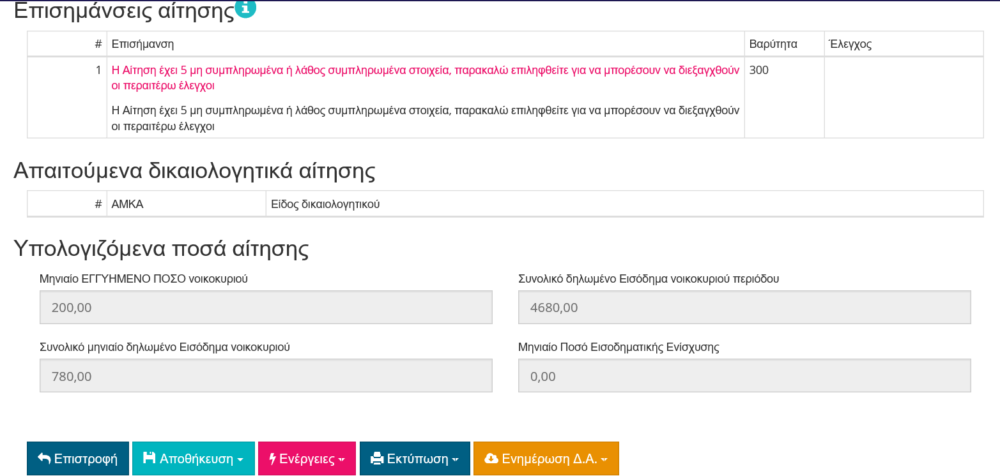 Επισημάνσεις αίτησης
# Επισήμανση Βαρύτητα Έλεγχος
1 Η Αίτηση έχει 5 μη συμπληρωμένα ή λάθος συμπληρωμένα στοιχεία, παρακαλώ επιληφθείτε για να μπορέσουν να διεξαγχθούν 300
οι περαιτέρω έλεγχοι
Η Αίτηση έχει 5 μη συμπληρωμένα ή λάθος συμπληρωμένα στοιχεία, παρακαλώ επιληφθείτε για να μπορέσουν να διεξαγχθούν
οι περαιτέρω έλεγχοι
Απαιτούμενα δικαιολογητικά αίτησης
# ΑΜΚΑ Είδος δικαιολογητικού
Υπολογιζόμενα ποσά αίτησης
Μηνιαίο ΕΓΓΥΗΜΕΝΟ ΠΟΣΟ νοικοκυριού Συνολικό δηλωμένο Εισόδημα νοικοκυριού περιόδου
200,00 4680,00
Συνολικό μηνιαίο δηλωμένο Εισόδημα νοικοκυριού Μηνιαίο Ποσό Εισοδηματικής Ενίσχυσης
780,00 0,00
Επιστροφή Αποθήκευση Ενέργειες Εκτύπωση Ενημέρωση Δ.Α.